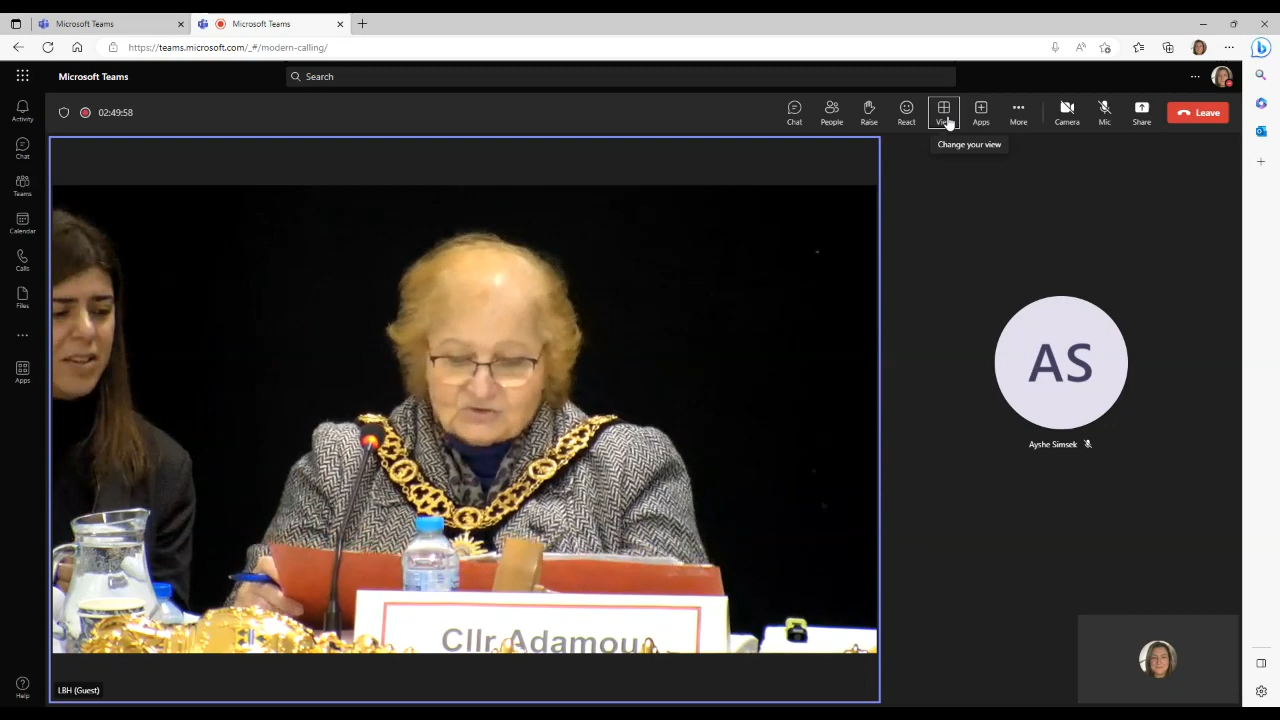 Microsoft Teams
Microsoft Teams
https://teams.microsoft.com/_#/modern-calling/
Microsoft Teams
Search
Activity
Chat
Teams
Calendar
Calls
Files
Apps
Help
02:49:58
Chat
People
Raise
React
View
Apps
More
Camera
Mic
Share
Leave
Change your view
AS
Ayshe Simsek
Cllr Adamou
LBH (Guest)